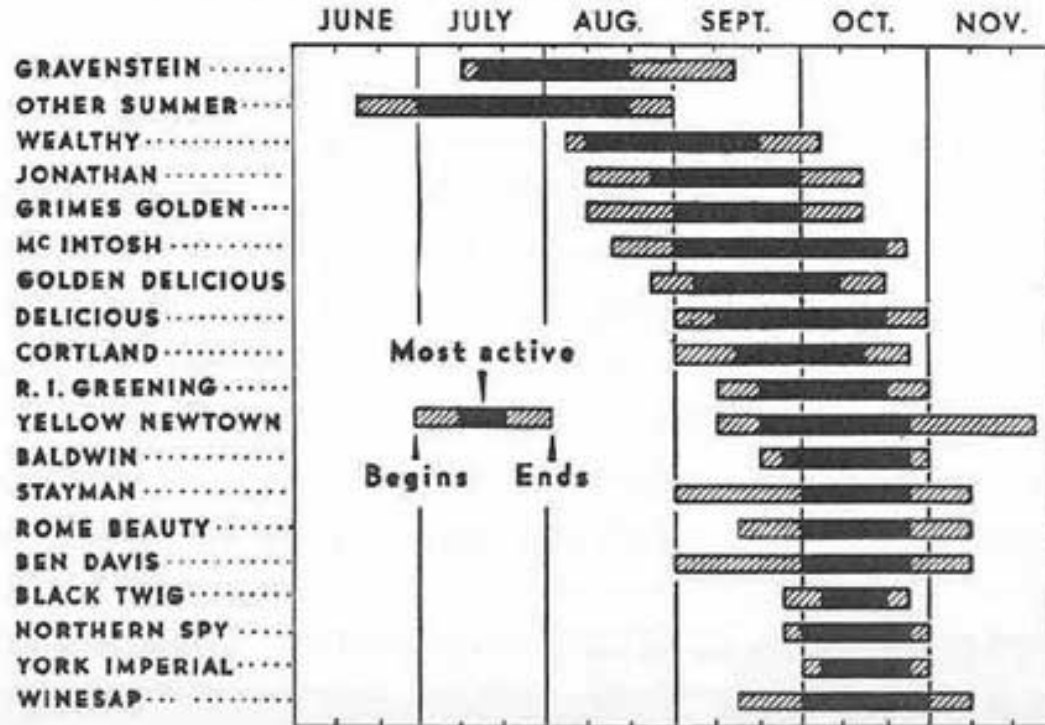 JUNE JULY AUG. SEPT. OCT. NOV.
GRAVENSTEIN
OTHER SUMMER
WEALTHY
JONATHAN
GRIMES GOLDEN
MC INTOSH
GOLDEN DELICIOUS
DELICIOUS
CORTLAND
Most active
R. I. GREENING
YELLOW NEWTOWN
BALDWIN
Begins Ends
STAYMAN
ROME BEAUTY
BEN DAVIS
BLACK TWIG
NORTHERN SPY
YORK IMPERIAL
WINESAP